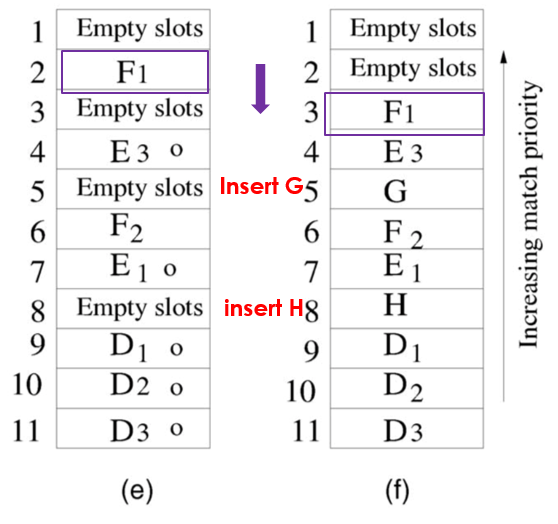 1 Empty slots
2 F1
3 Empty slots
4 E3 o
5 Empty slots
6 F2
7 E1 o
8 Empty slots
9 D1 o
10 D2 o
11 D3 o
(e)
Insert G
insert H
1 Empty slots
2 Empty slots
3 F1
4 E3
5 G
6 F2
7 E1
8 H
9 D1
10 D2
11 D3
(f)
Increasing match priority